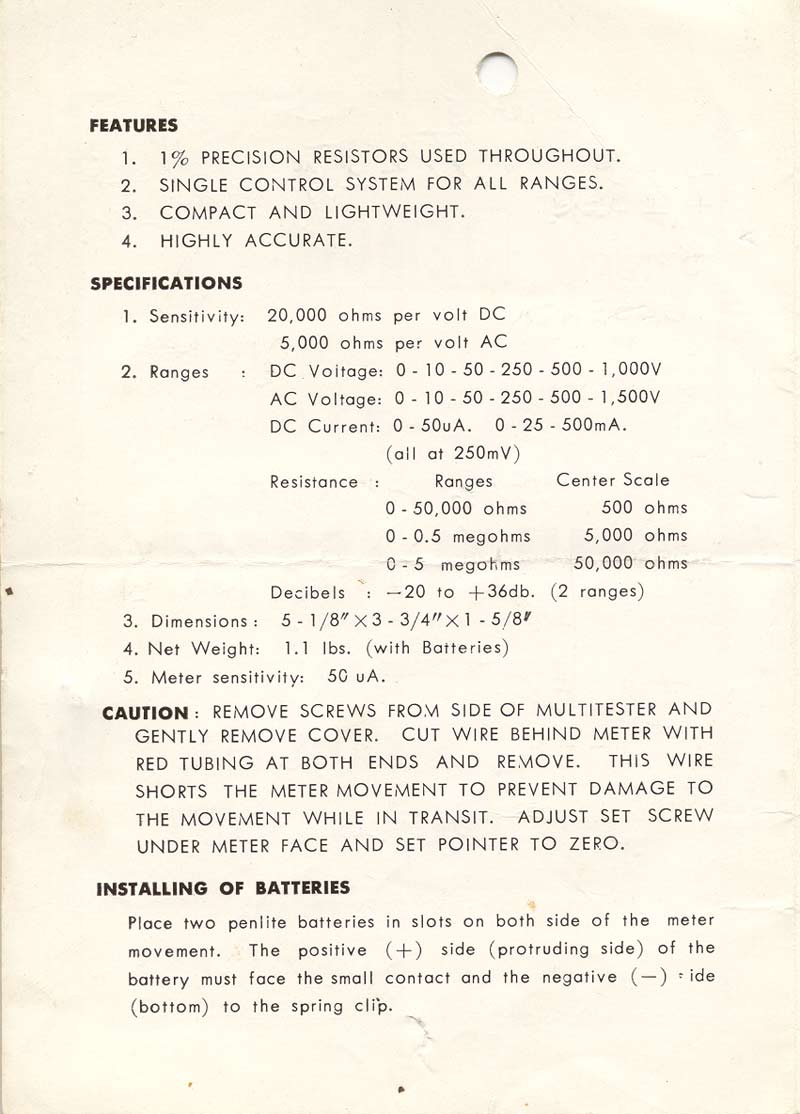 FEATURES
1. 1% PRECISION RESISTORS USED THROUGHOUT.
2. SINGLE CONTROL SYSTEM FOR ALL RANGES.
3. COMPACT AND LIGHTWEIGHT.
4. HIGHLY ACCURATE.
SPECIFICATIONS
1. Sensitivity: 20,000 ohms per volt DC
5,000 ohms per volt AC
2. Ranges : DC Voitage: 0 - 10 - 50 - 250 - 500 - 1,000V
AC Voltage: 0 - 10 - 50 - 250 - 500 - 1,500V
DC Current: 0 - 50uA. 0 - 25 - 500mA.
(all at 250mV)
Resistance : Ranges Center Scale
0 - 50,000 ohms 500 ohms
0 - 0.5 megohms 5,000 ohms
0 - 5 megohms 50,000 ohms
Decibels : —20 to +36db. (2 ranges)
3. Dimensions : 5 - 1/8" X 3 - 3/4" X 1 - 5/8"
4. Net Weight: 1.1 lbs. (with Batteries)
5. Meter sensitivity: 50 uA.
CAUTION : REMOVE SCREWS FROM SIDE OF MULTITESTER AND
GENTLY REMOVE COVER. CUT WIRE BEHIND METER WITH
RED TUBING AT BOTH ENDS AND REMOVE. THIS WIRE
SHORTS THE METER MOVEMENT TO PREVENT DAMAGE TO
THE MOVEMENT WHILE IN TRANSIT. ADJUST SET SCREW
UNDER METER FACE AND SET POINTER TO ZERO.
INSTALLING OF BATTERIES
Place two penlite batteries in slots on both side of the meter
movement. The positive (+) side (protruding side) of the
battery must face the small contact and the negative (—) side
(bottom) to the spring clip.